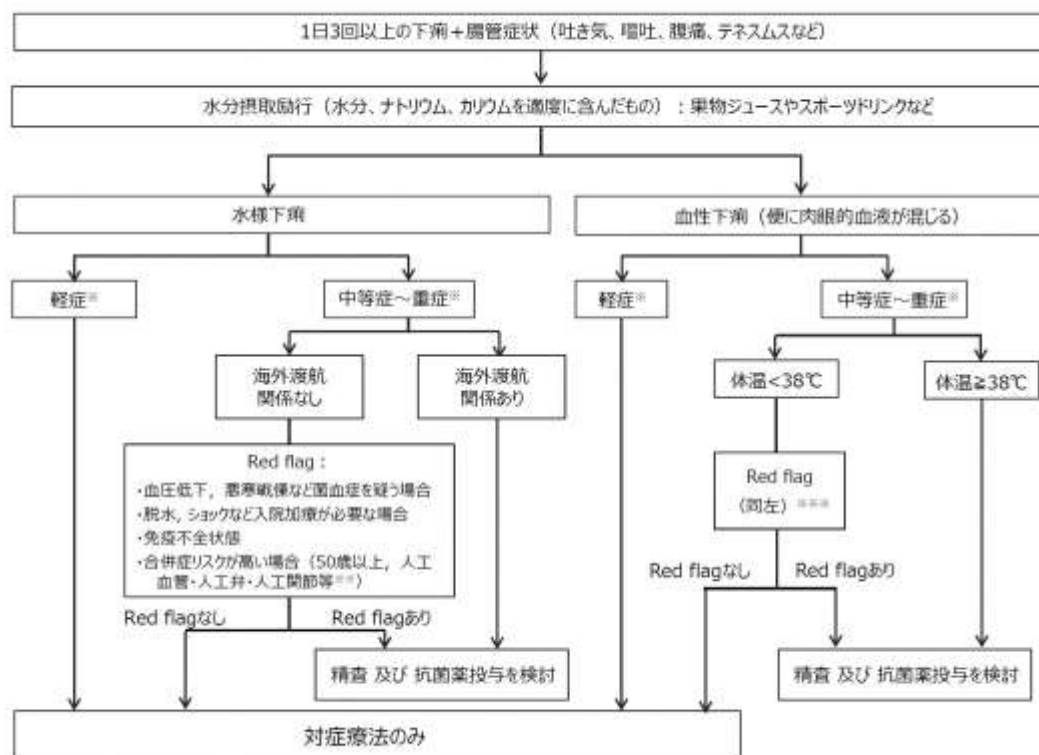 1日3回以上の下痢+腸管症状（吐き気、嘔吐、腹痛、テネスムスなど）
水分摂取励行（水分、ナトリウム、カリウムを適度に含んだもの）：果物ジュースやスポーツドリンクなど
水様下痢
血性下痢（便に肉眼的血液が混じる）
軽症※
中等症～重症※
軽症※
中等症～重症※
海外渡航
関係なし
海外渡航
関係あり
体温<38℃
体温≧38℃
Red flag：
・血圧低下，悪寒戦慄など菌血症を疑う場合
・脱水，ショックなど入院加療が必要な場合
・免疫不全状態
・合併症リスクが高い場合（50歳以上，人工
血管・人工弁・人工関節等※※）
Red flag
（同左）※※※
Red flagなし
Red flagあり
Red flagなし
Red flagあり
精査 及び 抗菌薬投与を検討
精査 及び 抗菌薬投与を検討
対症療法のみ